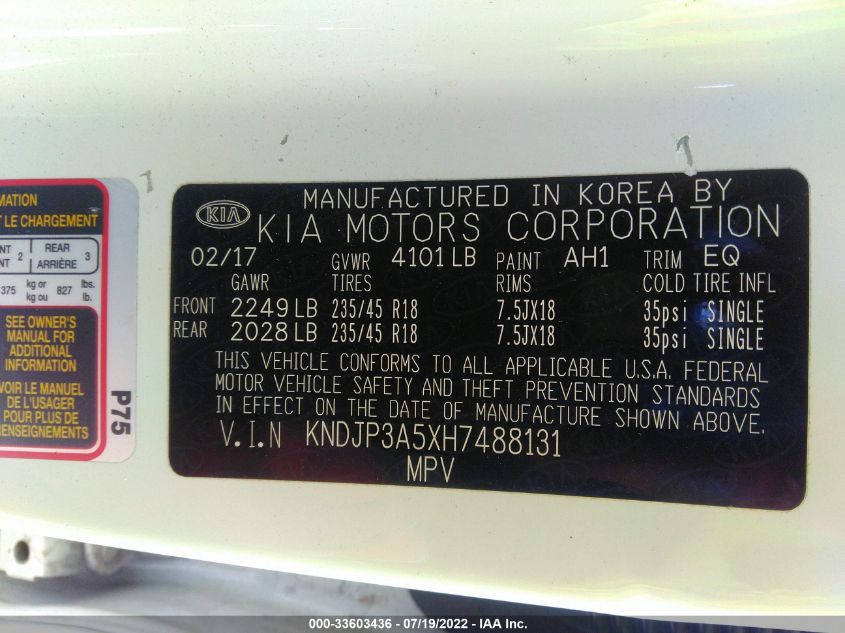 MATION
T LE CHARGEMENT
NT 2 REAR ARRIÈRE 3
375 kg or kg ou 827 lbs. lb.
SEE OWNER'S
MANUAL FOR
ADDITIONAL
INFORMATION
VOIR LE MANUEL
DE L'USAGER
POUR PLUS DE
RENSEIGNEMENTS
P75
KIA
MANUFACTURED IN KOREA BY
KIA MOTORS CORPORATION
02/17 GVWR 4101 LB PAINT AH1 TRIM EQ
GAWR TIRES RIMS COLD TIRE INFL
FRONT 2249 LB 235/45 R18 7.5JX18 35psi SINGLE
REAR 2028 LB 235/45 R18 7.5JX18 35psi SINGLE
THIS VEHICLE CONFORMS TO ALL APPLICABLE U.S.A. FEDERAL
MOTOR VEHICLE SAFETY AND THEFT PREVENTION STANDARDS
IN EFFECT ON THE DATE OF MANUFACTURE SHOWN ABOVE.
V.I.N KNDJP3A5XH7488131
MPV
000-33603436 - 07/19/2022 - IAA Inc.